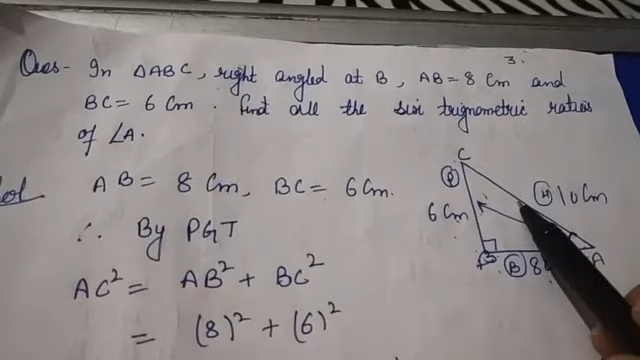 3.
Ques- In ΔABC, right angled at B, AB = 8 Cm and
BC = 6 Cm. Find all the six trignometric ratios
of ∠A.
Sol
AB = 8 Cm, BC = 6 Cm.
∴ By PGT
AC² = AB² + BC²
= (8)² + (6)²
C
P
6 Cm
H 10 Cm
B
B 8
A